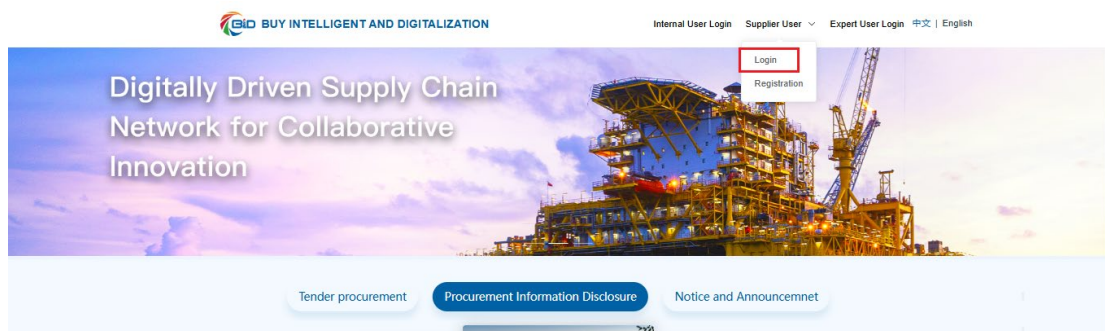 BID BUY INTELLIGENT AND DIGITALIZATION
Internal User Login Supplier User Expert User Login 中文 | English
Login
Registration
Digitally Driven Supply Chain
Network for Collaborative
Innovation
Tender procurement Procurement Information Disclosure Notice and Announcemnet